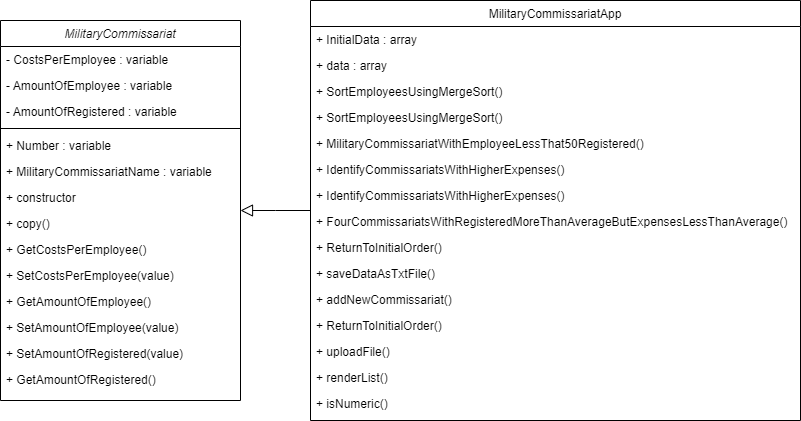 MilitaryCommissariat
- CostsPerEmployee : variable
- AmountOfEmployee : variable
- AmountOfRegistered : variable
+ Number : variable
+ MilitaryCommissariatName : variable
+ constructor
+ copy()
+ GetCostsPerEmployee()
+ SetCostsPerEmployee(value)
+ GetAmountOfEmployee()
+ SetAmountOfEmployee(value)
+ SetAmountOfRegistered(value)
+ GetAmountOfRegistered()
MilitaryCommissariatApp
+ InitialData : array
+ data : array
+ SortEmployeesUsingMergeSort()
+ SortEmployeesUsingMergeSort()
+ MilitaryCommissariatWithEmployeeLessThat50Registered()
+ IdentifyCommissariatsWithHigherExpenses()
+ IdentifyCommissariatsWithHigherExpenses()
+ FourCommissariatsWithRegisteredMoreThanAverageButExpensesLessThanAverage()
+ ReturnToInitialOrder()
+ saveDataAsTxtFile()
+ addNewCommissariat()
+ ReturnToInitialOrder()
+ uploadFile()
+ renderList()
+ isNumeric()